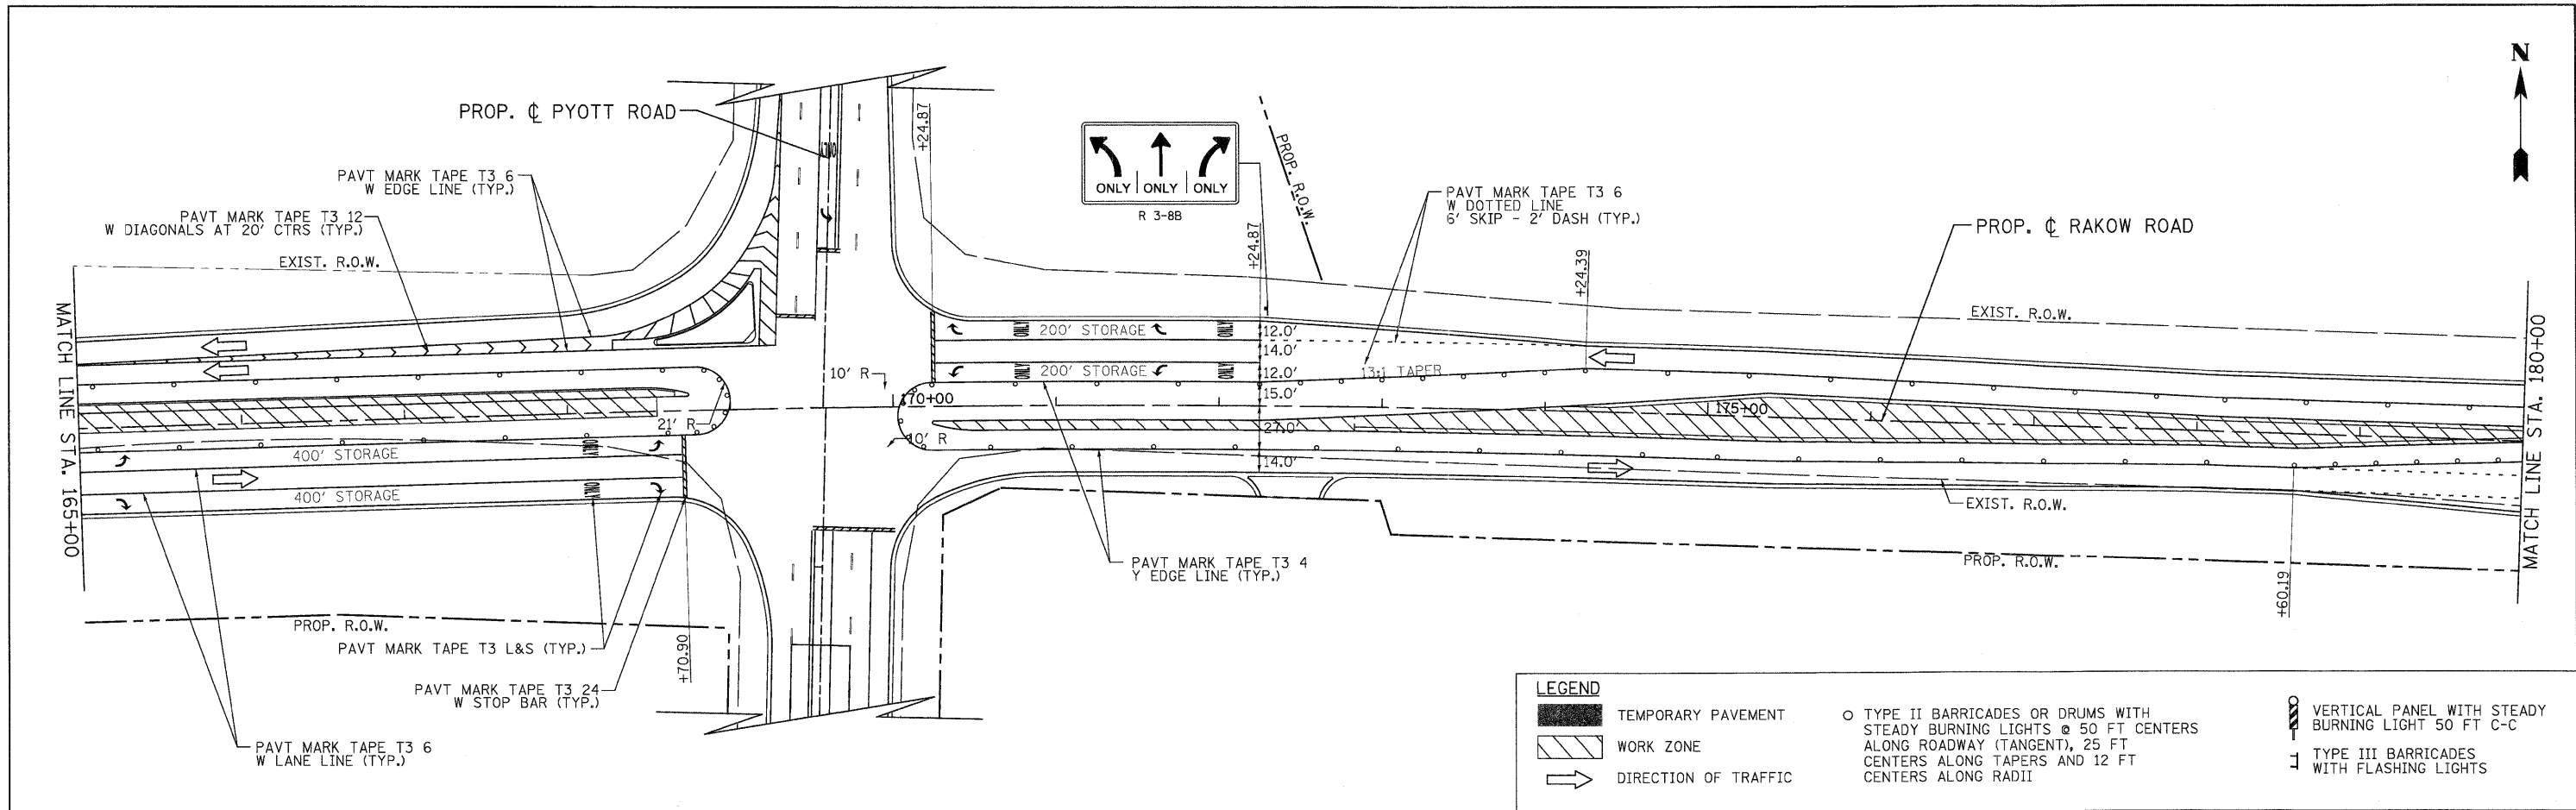 N
PROP. ℄ PYOTT ROAD
+24.87
PROP. R.O.W.
ONLY | ONLY | ONLY
R 3-8B
PAVT MARK TAPE T3 6
W EDGE LINE (TYP.)
PAVT MARK TAPE T3 12
W DIAGONALS AT 20' CTRS (TYP.)
PAVT MARK TAPE T3 6
W DOTTED LINE
6' SKIP - 2' DASH (TYP.)
PROP. ℄ RAKOW ROAD
EXIST. R.O.W.
+24.87
+24.39
EXIST. R.O.W.
MATCH LINE STA. 165+00
MATCH LINE STA. 180+00
ONLY
200' STORAGE
ONLY
12.0'
14.0'
ONLY
200' STORAGE
ONLY
12.0'
13:1 TAPER
10' R
15.0'
170+00
175+00
21' R
27.0'
10' R
ONLY
400' STORAGE
14.0'
400' STORAGE
ONLY
EXIST. R.O.W.
PAVT MARK TAPE T3 4
Y EDGE LINE (TYP.)
PROP. R.O.W.
+60.19
PROP. R.O.W.
PAVT MARK TAPE T3 L&S (TYP.)
+70.90
PAVT MARK TAPE T3 24
W STOP BAR (TYP.)
PAVT MARK TAPE T3 6
W LANE LINE (TYP.)
LEGEND
TEMPORARY PAVEMENT
WORK ZONE
DIRECTION OF TRAFFIC
TYPE II BARRICADES OR DRUMS WITH
STEADY BURNING LIGHTS @ 50 FT CENTERS
ALONG ROADWAY (TANGENT), 25 FT
CENTERS ALONG TAPERS AND 12 FT
CENTERS ALONG RADII
VERTICAL PANEL WITH STEADY
BURNING LIGHT 50 FT C-C
TYPE III BARRICADES
WITH FLASHING LIGHTS